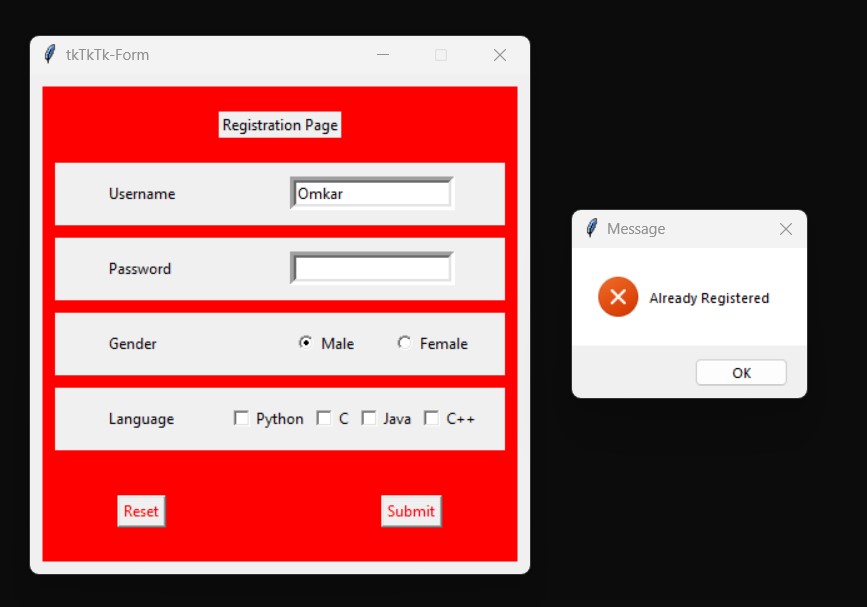 tkTkTk-Form
Registration Page
Username Omkar
Password
Gender Male Female
Language Python C Java C++
Reset Submit
Message
Already Registered
OK